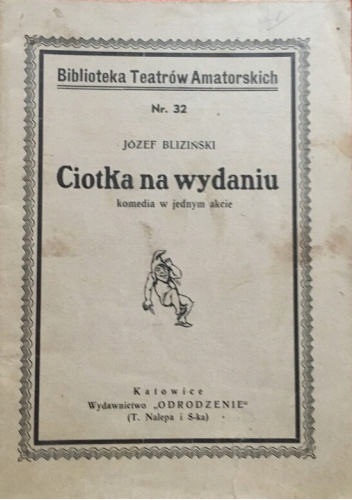 Biblioteka Teatrów Amatorskich
Nr. 32
JÓZEF BLIZIŃSKI
Ciotka na wydaniu
komedia w jednym akcie
Katowice
Wydawnictwo „ODRODZENIE"
(T. Nalepa i S-ka)